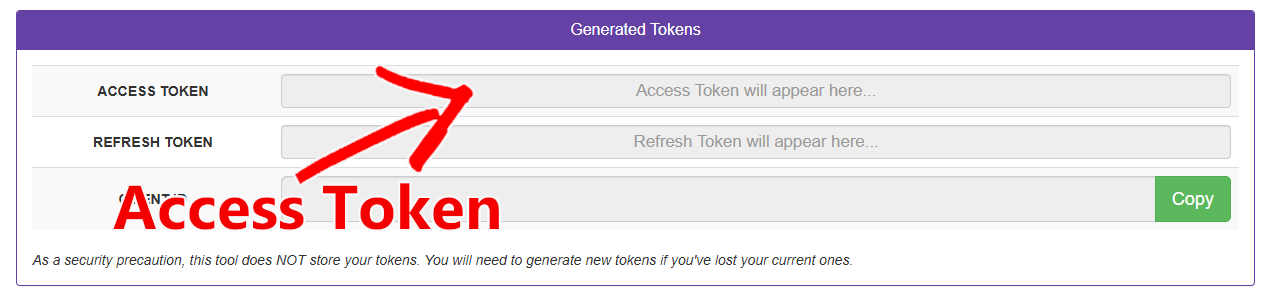 Generated Tokens
ACCESS TOKEN Access Token will appear here...
REFRESH TOKEN Refresh Token will appear here...
Access Token
Copy
As a security precaution, this tool does NOT store your tokens. You will need to generate new tokens if you've lost your current ones.